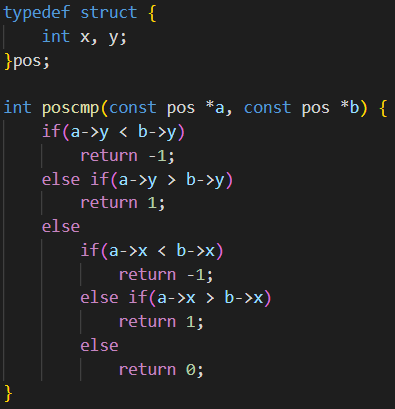 typedef struct {
    int x, y;
}pos;

int poscmp(const pos *a, const pos *b) {
    if(a->y < b->y)
        return -1;
    else if(a->y > b->y)
        return 1;
    else
        if(a->x < b->x)
            return -1;
        else if(a->x > b->x)
            return 1;
        else
            return 0;
}